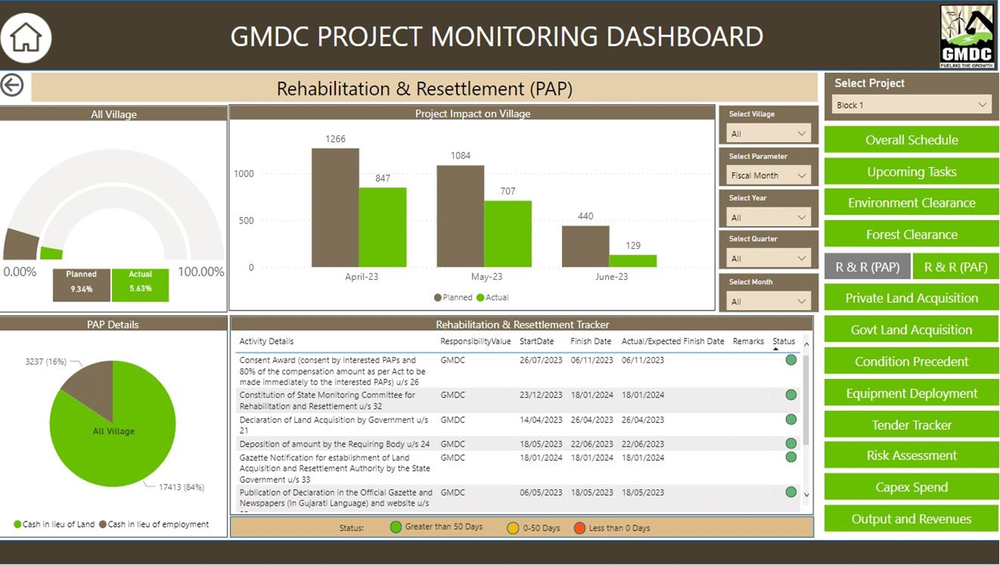 GMDC PROJECT MONITORING DASHBOARD
GMDC
FUELING THE GROWTH
Rehabilitation & Resettlement (PAP)
Select Project
Block 1
All Village
0.00%
100.00%
Planned
9.34%
Actual
5.63%
Project Impact on Village
1000
500
0
1266
847
1084
707
440
129
April-23
May-23
June-23
Planned
Actual
Select Village
All
Select Parameter
Fiscal Month
Select Year
All
Select Quarter
All
Select Month
All
Overall Schedule
Upcoming Tasks
Environment Clearance
Forest Clearance
R & R (PAP)
R & R (PAF)
Private Land Acquisition
Govt Land Acquisition
Condition Precedent
Equipment Deployment
Tender Tracker
Risk Assessment
Capex Spend
Output and Revenues
PAP Details
3237 (16%)
All Village
17413 (84%)
Cash in lieu of Land
Cash in lieu of employment
Rehabilitation & Resettlement Tracker
Activity Details ResponsibilityValue StartDate Finish Date Actual/Expected Finish Date Remarks Status
Consent Award (consent by interested PAPs and GMDC 26/07/2023 06/11/2023 06/11/2023
80% of the compensation amount as per Act to be
made immediately to the interested PAPs) u/s 26
Constitution of State Monitoring Committee for GMDC 23/12/2023 18/01/2024 18/01/2024
Rehabilitation and Resettlement u/s 32
Declaration of Land Acquisition by Government u/s GMDC 14/04/2023 26/04/2023 26/04/2023
21
Deposition of amount by the Requiring Body u/s 24 GMDC 18/05/2023 22/06/2023 22/06/2023
Gazette Notification for establishment of Land GMDC 18/01/2024 18/01/2024 18/01/2024
Acquisition and Resettlement Authority by the State
Government u/s 33
Publication of Declaration in the Official Gazette and GMDC 06/05/2023 18/05/2023 18/05/2023
Newspapers (In Gujarati Language) and website u/s
Status:
Greater than 50 Days
0-50 Days
Less than 0 Days